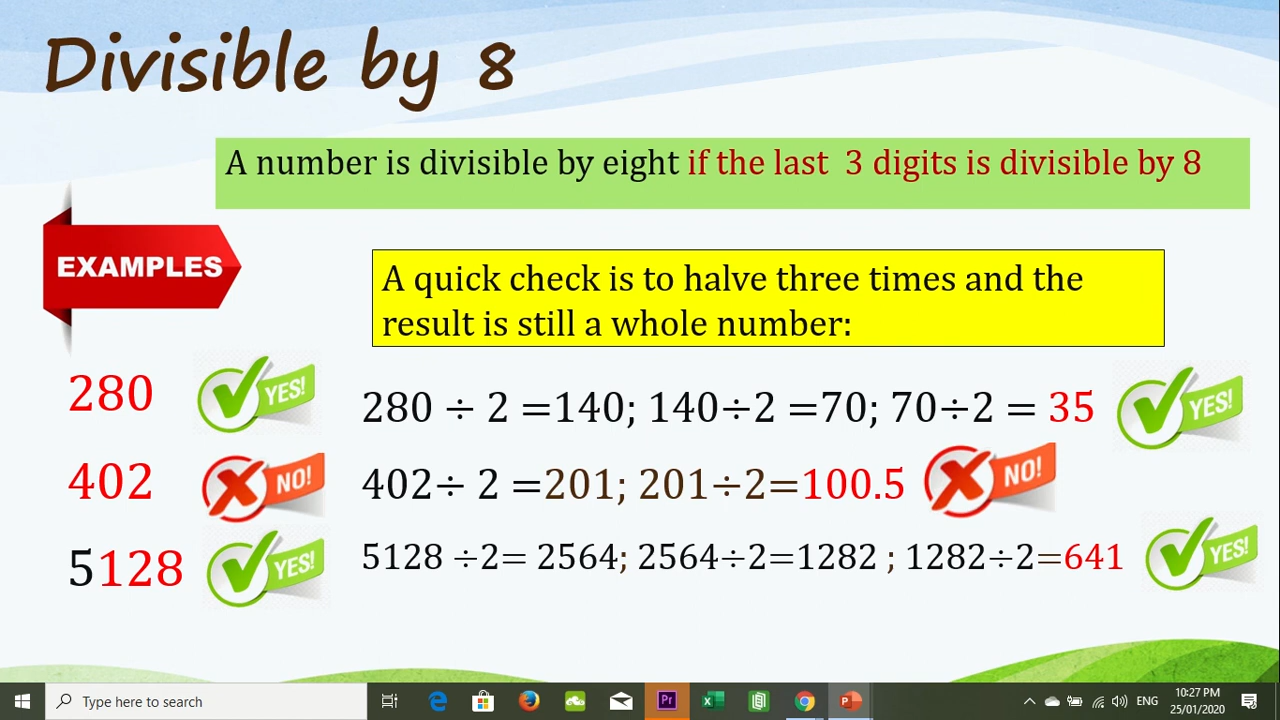 Divisible by 8
A number is divisible by eight if the last 3 digits is divisible by 8
EXAMPLES
A quick check is to halve three times and the
result is still a whole number:
280 YES! 280 ÷ 2 =140; 140÷2 =70; 70÷2 = 35 YES!
402 NO! 402÷ 2 =201; 201÷2=100.5 NO!
5128 YES! 5128 ÷2= 2564; 2564÷2=1282 ; 1282÷2=641 YES!
Type here to search
Pr
ENG
10:27 PM
25/01/2020